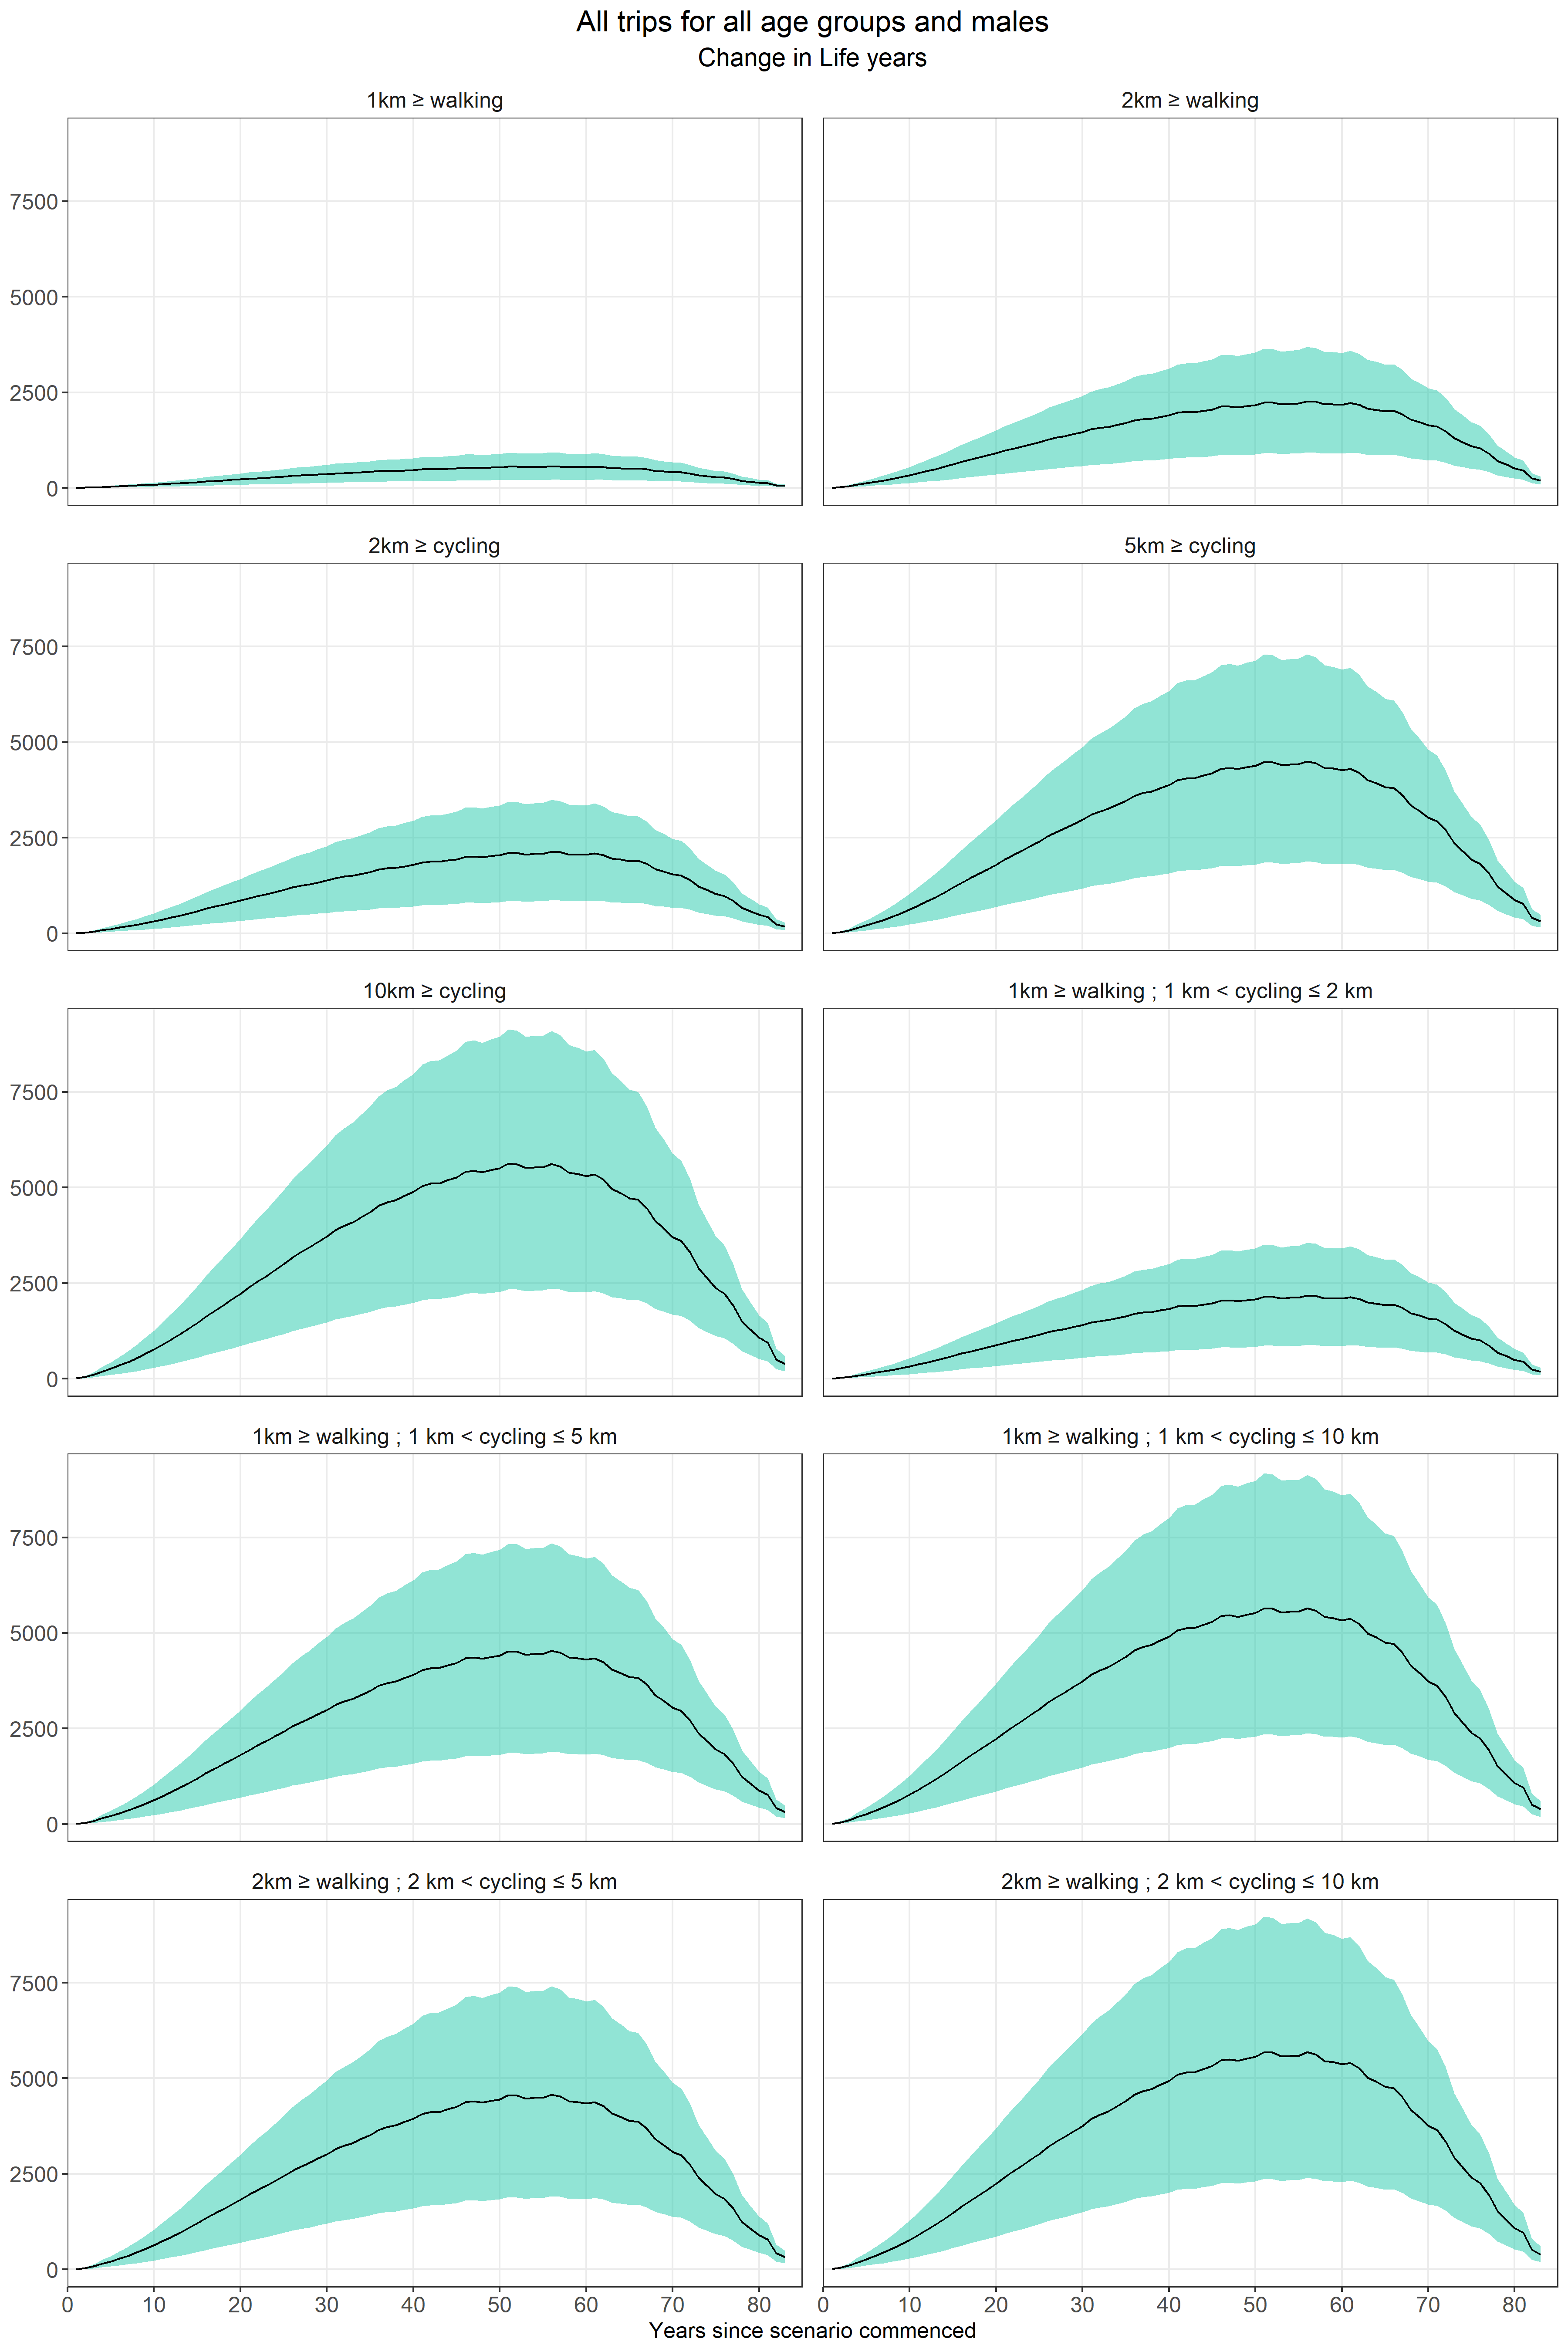 All trips for all age groups and males
Change in Life years
1km ≥ walking
2km ≥ walking
7500
5000
2500
0
2km ≥ cycling
5km ≥ cycling
7500
5000
2500
0
10km ≥ cycling
1km ≥ walking ; 1 km < cycling ≤ 2 km
7500
5000
2500
0
1km ≥ walking ; 1 km < cycling ≤ 5 km
1km ≥ walking ; 1 km < cycling ≤ 10 km
7500
5000
2500
0
2km ≥ walking ; 2 km < cycling ≤ 5 km
2km ≥ walking ; 2 km < cycling ≤ 10 km
7500
5000
2500
0
0 10 20 30 40 50 60 70 80
0 10 20 30 40 50 60 70 80
Years since scenario commenced